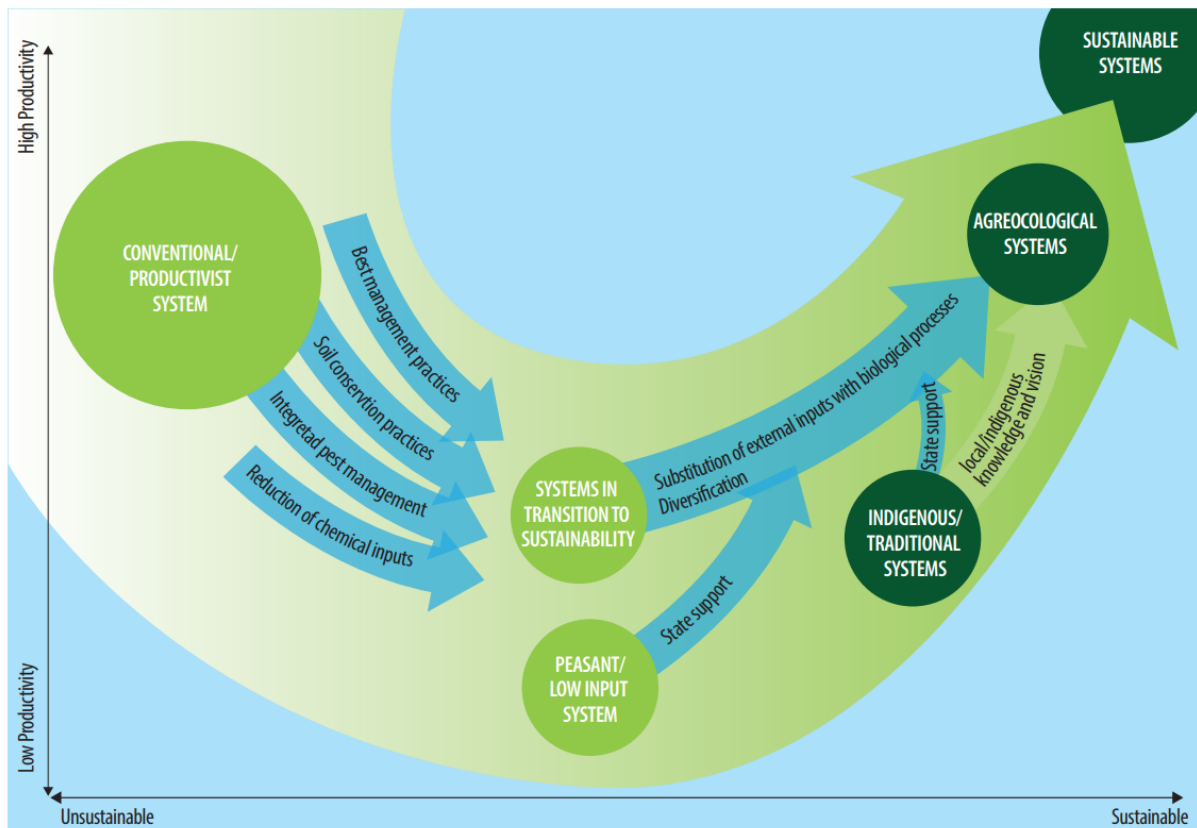 High Productivity
Low Productivity
Unsustainable
Sustainable
CONVENTIONAL/
PRODUCTIVIST
SYSTEM
Best management practices
Soil conservtion practices
Integretad pest management
Reduction of chemical inputs
SYSTEMS IN
TRANSITION TO
SUSTAINABILITY
PEASANT/
LOW INPUT
SYSTEM
State support
Substitution of external inputs with biological processes
Diversification
INDIGENOUS/
TRADITIONAL
SYSTEMS
State support
local/indigenous
knowledge and vision
AGREOCOLOGICAL
SYSTEMS
SUSTAINABLE
SYSTEMS